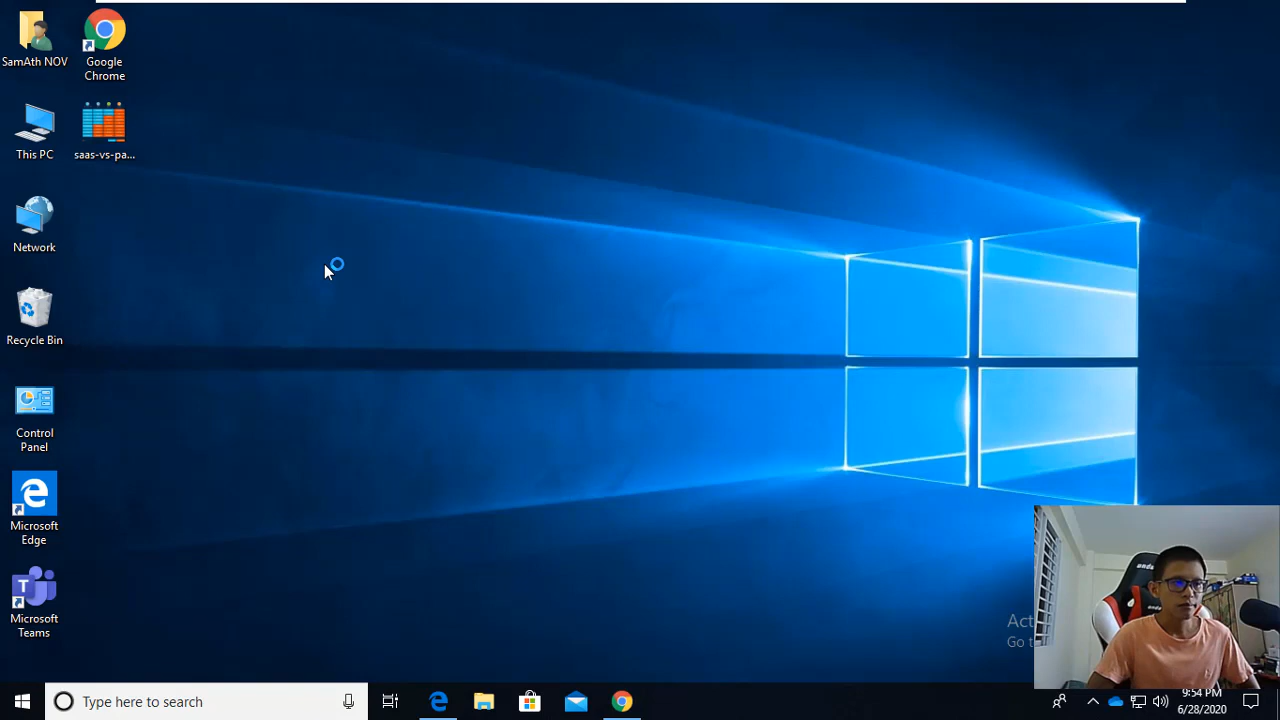 SamAth NOV
Google
Chrome
This PC
saas-vs-pa...
Network
Recycle Bin
Control
Panel
Microsoft
Edge
Microsoft
Teams
Act
Go t
Type here to search
9:54 PM
6/28/2020